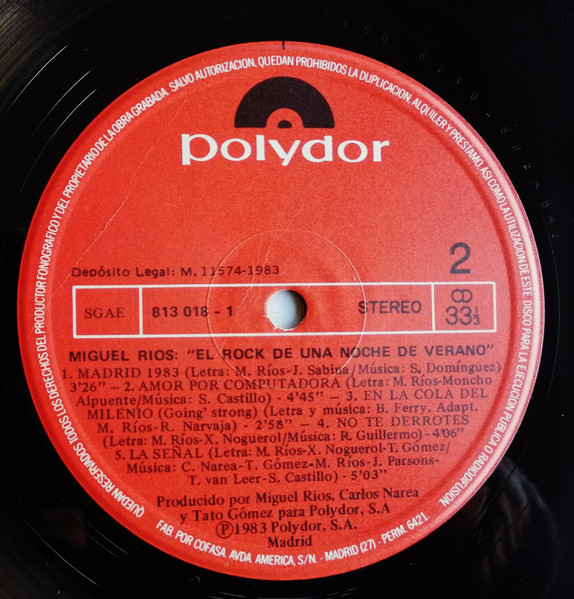 QUEDAN RESERVADOS TODOS LOS DERECHOS DEL PRODUCTOR FONOGRAFICO Y DEL PROPIETARIO DE LA OBRA GRABADA. SALVO AUTORIZACION, QUEDAN PROHIBIDOS LA DUPLICACION, ALQUILER Y PRESTAMO, ASI COMO LA UTILIZACION DE ESTE DISCO PARA LA EJECUCION PUBLICA O RADIODIFUSION.
polydor
Depósito Legal: M. 11574-1983
2
SGAE 813 018 - 1 STEREO 33⅓
MIGUEL RIOS: "EL ROCK DE UNA NOCHE DE VERANO"
1. MADRID 1983 (Letra: M. Ríos-J. Sabina/Música: S. Domínguez)
3'26" – 2. AMOR POR COMPUTADORA (Letra: M. Ríos-Moncho
Alpuente/Música: S. Castillo) - 4'45" – 3. EN LA COLA DEL
MILENIO (Going' strong) (Letra y música: B. Ferry. Adapt.
M. Ríos-R. Narvaja) - 2'58" – 4. NO TE DERROTES
(Letra: M. Ríos-X. Noguerol/Música: R. Guillermo) - 4'06"
5. LA SEÑAL (Letra: M. Ríos-X. Noguerol-T. Gómez/
Música: C. Narea-T. Gómez-M. Ríos-J. Parsons-
T. van Leer-S. Castillo) - 5'03"
Producido por Miguel Rios, Carlos Narea
y Tato Gómez para Polydor, S.A
Ⓟ1983 Polydor, S.A.
Madrid
FAB. POR COFASA. AVDA. AMERICA, S/N. - MADRID (27) - PERM. 6421.